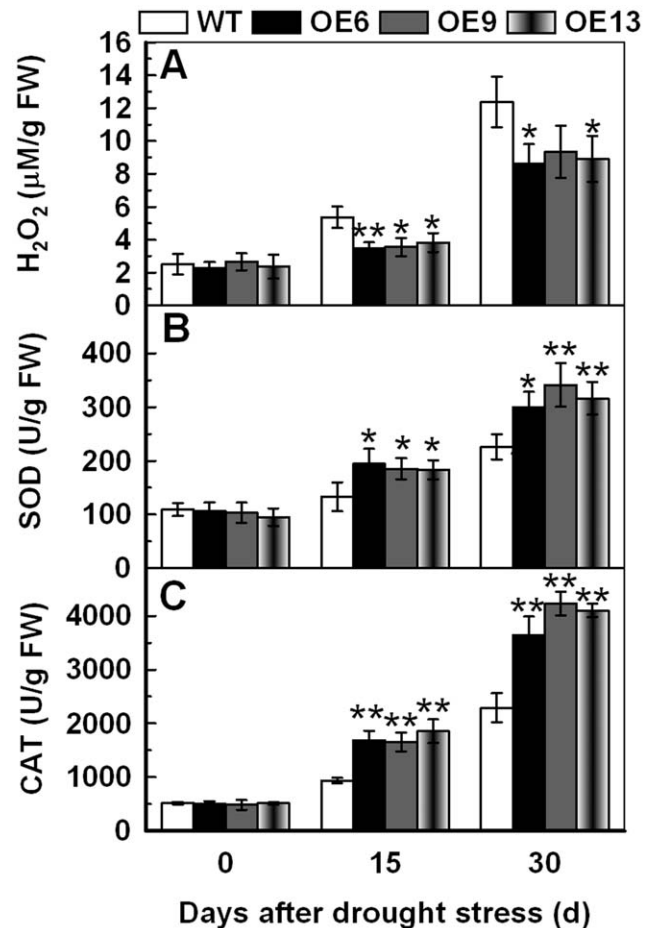 WT OE6 OE9 OE13
A
16
14
12
10
8
6
4
2
0
H₂O₂ (μM/g FW)
* *
** * *
B
400
300
200
100
0
SOD (U/g FW)
* ** **
* * *
C
4000
3000
2000
1000
0
CAT (U/g FW)
** ** **
** ** **
0 15 30
Days after drought stress (d)